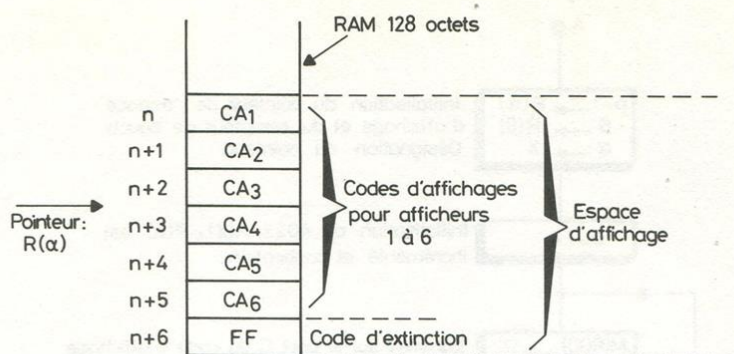 RAM 128 octets
n CA1
n+1 CA2
n+2 CA3
n+3 CA4
n+4 CA5
n+5 CA6
n+6 FF
Pointeur:
R(α)
Codes d'affichages
pour afficheurs
1 à 6
Espace
d'affichage
Code d'extinction